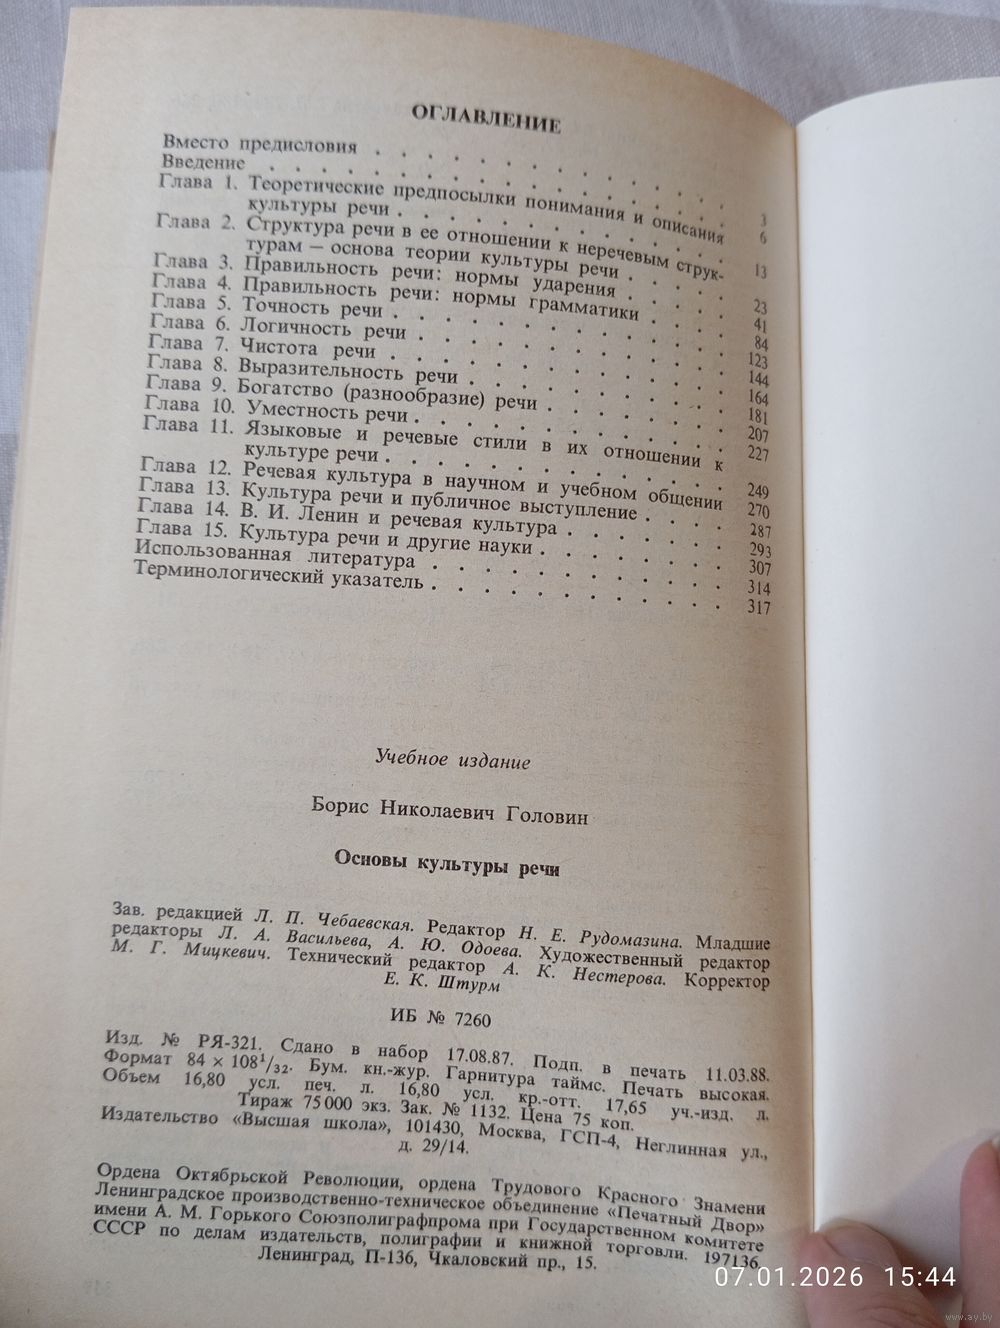 ОГЛАВЛЕНИЕ
Вместо предисловия . . . . . . . . . . . . 3
Введение . . . . . . . . . . . . . . . 6
Глава 1. Теоретические предпосылки понимания и описания
культуры речи . . . . . . . . . . . . 13
Глава 2. Структура речи в ее отношении к неречевым струк-
турам — основа теории культуры речи . . . . . 23
Глава 3. Правильность речи: нормы ударения . . . . 41
Глава 4. Правильность речи: нормы грамматики . . . 84
Глава 5. Точность речи . . . . . . . . . . . 123
Глава 6. Логичность речи . . . . . . . . . . 144
Глава 7. Чистота речи . . . . . . . . . . . 164
Глава 8. Выразительность речи . . . . . . . . . 181
Глава 9. Богатство (разнообразие) речи . . . . . . 207
Глава 10. Уместность речи . . . . . . . . . . 227
Глава 11. Языковые и речевые стили в их отношении к
культуре речи . . . . . . . . . . . . 249
Глава 12. Речевая культура в научном и учебном общении 270
Глава 13. Культура речи и публичное выступление . . . . 287
Глава 14. В. И. Ленин и речевая культура . . . . . . 293
Глава 15. Культура речи и другие науки . . . . . . 307
Использованная литература . . . . . . . . . . 314
Терминологический указатель . . . . . . . . . . 317
Учебное издание
Борис Николаевич Головин
Основы культуры речи
Зав. редакцией Л. П. Чебаевская. Редактор Н. Е. Рудомазина. Младшие
редакторы Л. А. Васильева, А. Ю. Одоева. Художественный редактор
М. Г. Мицкевич. Технический редактор А. К. Нестерова. Корректор
Е. К. Штурм
ИБ № 7260
Изд. № РЯ-321. Сдано в набор 17.08.87. Подп. в печать 11.03.88.
Формат 84 × 108¹/₃₂. Бум. кн.-жур. Гарнитура таймс. Печать высокая.
Объем 16,80 усл. печ. л. 16,80 усл. кр.-отт. 17,65 уч.-изд. л.
Тираж 75 000 экз. Зак. № 1132. Цена 75 коп.
Издательство «Высшая школа», 101430, Москва, ГСП-4, Неглинная ул.,
д. 29/14.
Ордена Октябрьской Революции, ордена Трудового Красного Знамени
Ленинградское производственно-техническое объединение «Печатный Двор»
имени А. М. Горького Союзполиграфпрома при Государственном комитете
СССР по делам издательств, полиграфии и книжной торговли. 197136,
Ленинград, П-136, Чкаловский пр., 15.
07.01.2026 15:44
www.ay.by